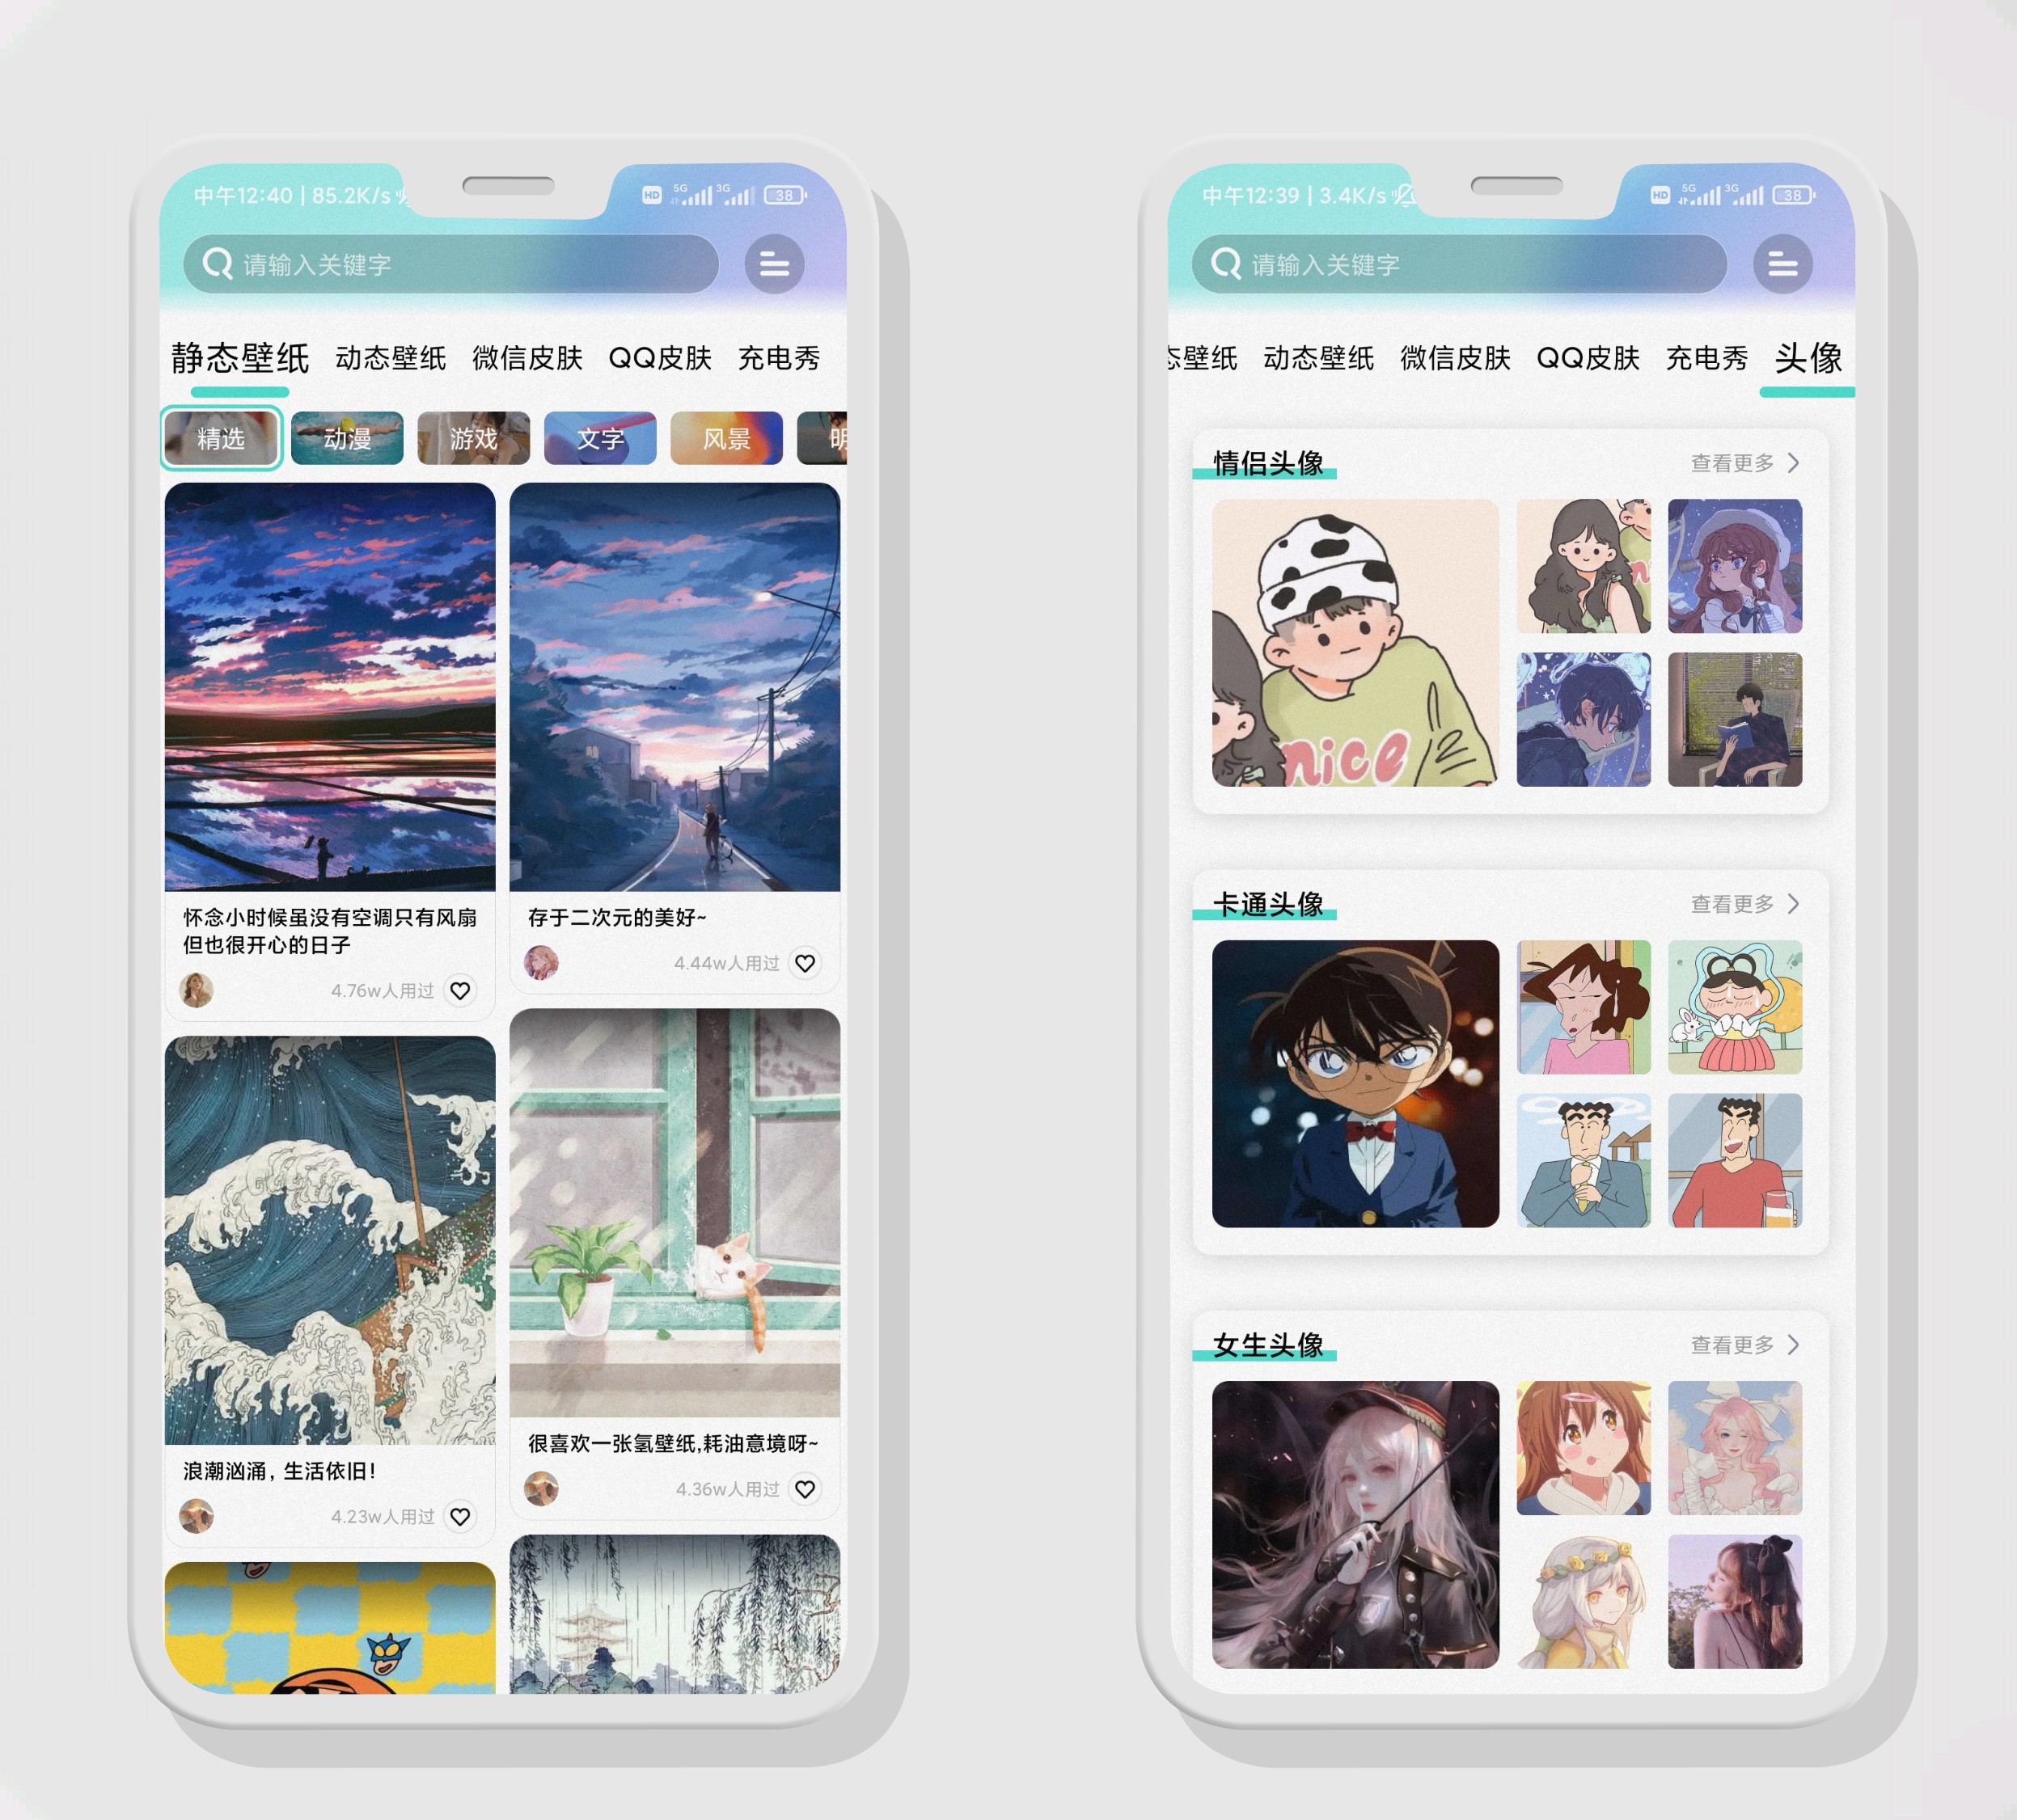 中午12:40 | 85.2K/s
HD 5G 3G 38
请输入关键字
静态壁纸 动态壁纸 微信皮肤 QQ皮肤 充电秀
精选 动漫 游戏 文字 风景
怀念小时候虽没有空调只有风扇
但也很开心的日子
4.76w人用过
存于二次元的美好~
4.44w人用过
浪潮汹涌，生活依旧！
4.23w人用过
很喜欢一张氢壁纸,耗油意境呀~
4.36w人用过
中午12:39 | 3.4K/s
HD 5G 3G 38
请输入关键字
态壁纸 动态壁纸 微信皮肤 QQ皮肤 充电秀 头像
情侣头像 查看更多
nice
卡通头像 查看更多
女生头像 查看更多